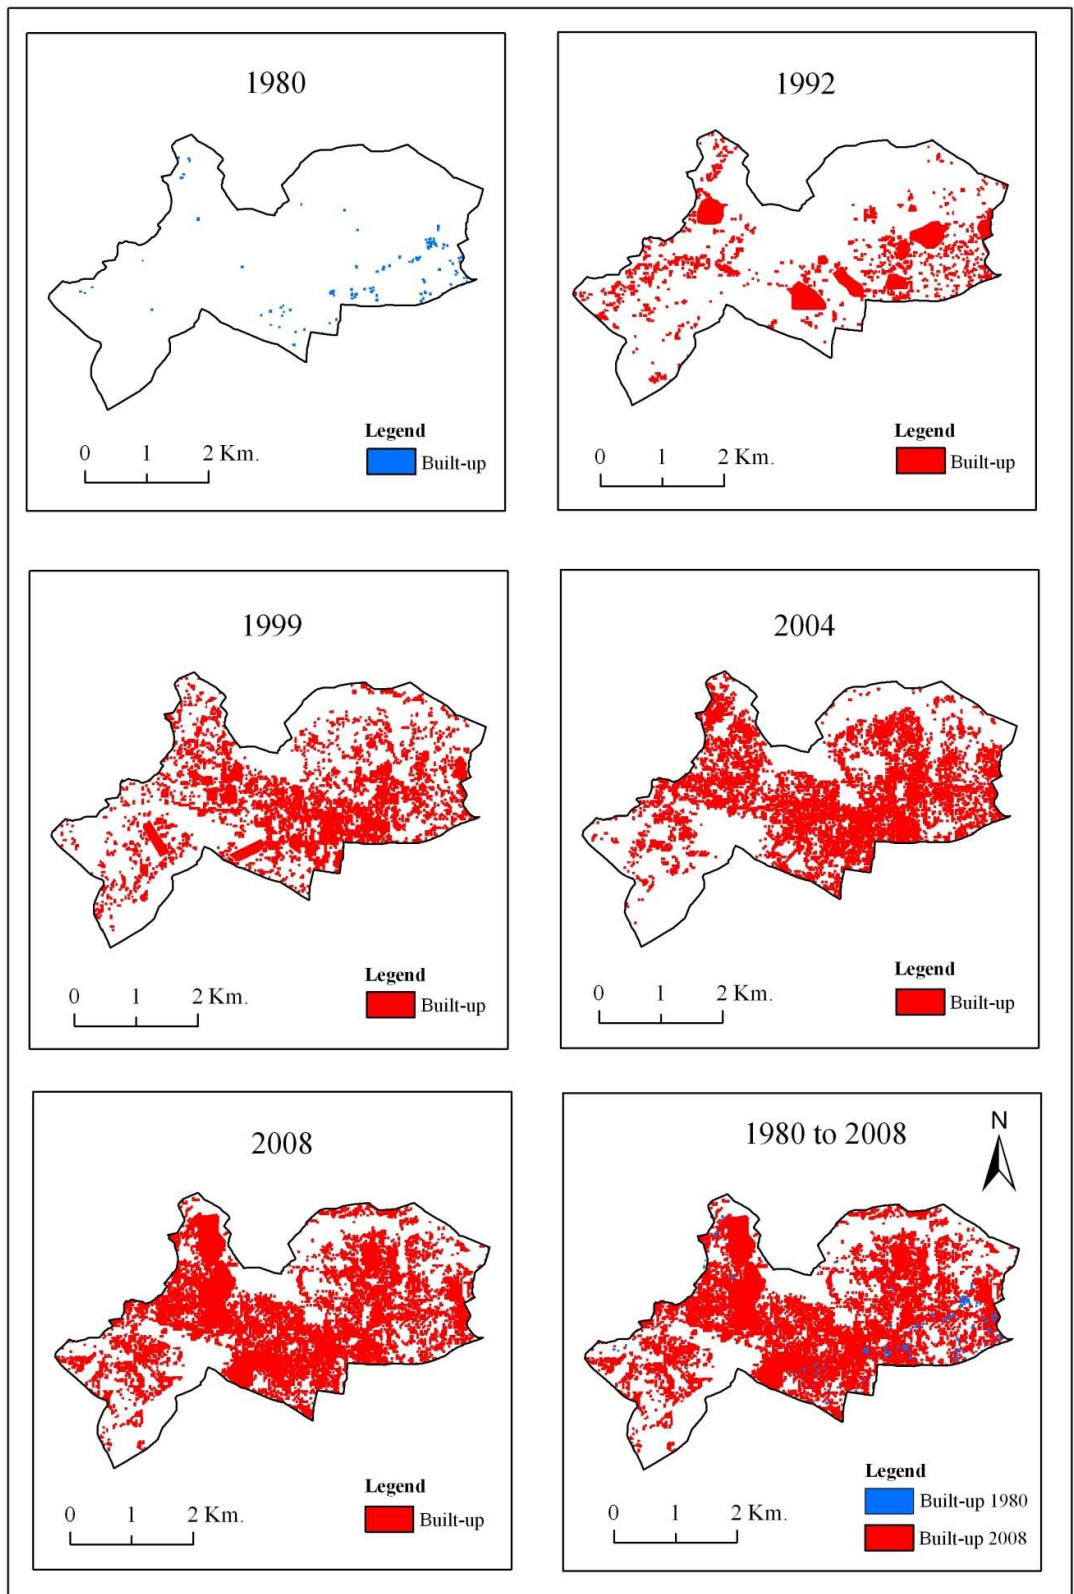 1980
0 1 2 Km.
Legend
Built-up
1992
0 1 2 Km.
Legend
Built-up
1999
0 1 2 Km.
Legend
Built-up
2004
0 1 2 Km.
Legend
Built-up
2008
0 1 2 Km.
Legend
Built-up
1980 to 2008
N
0 1 2 Km.
Legend
Built-up 1980
Built-up 2008